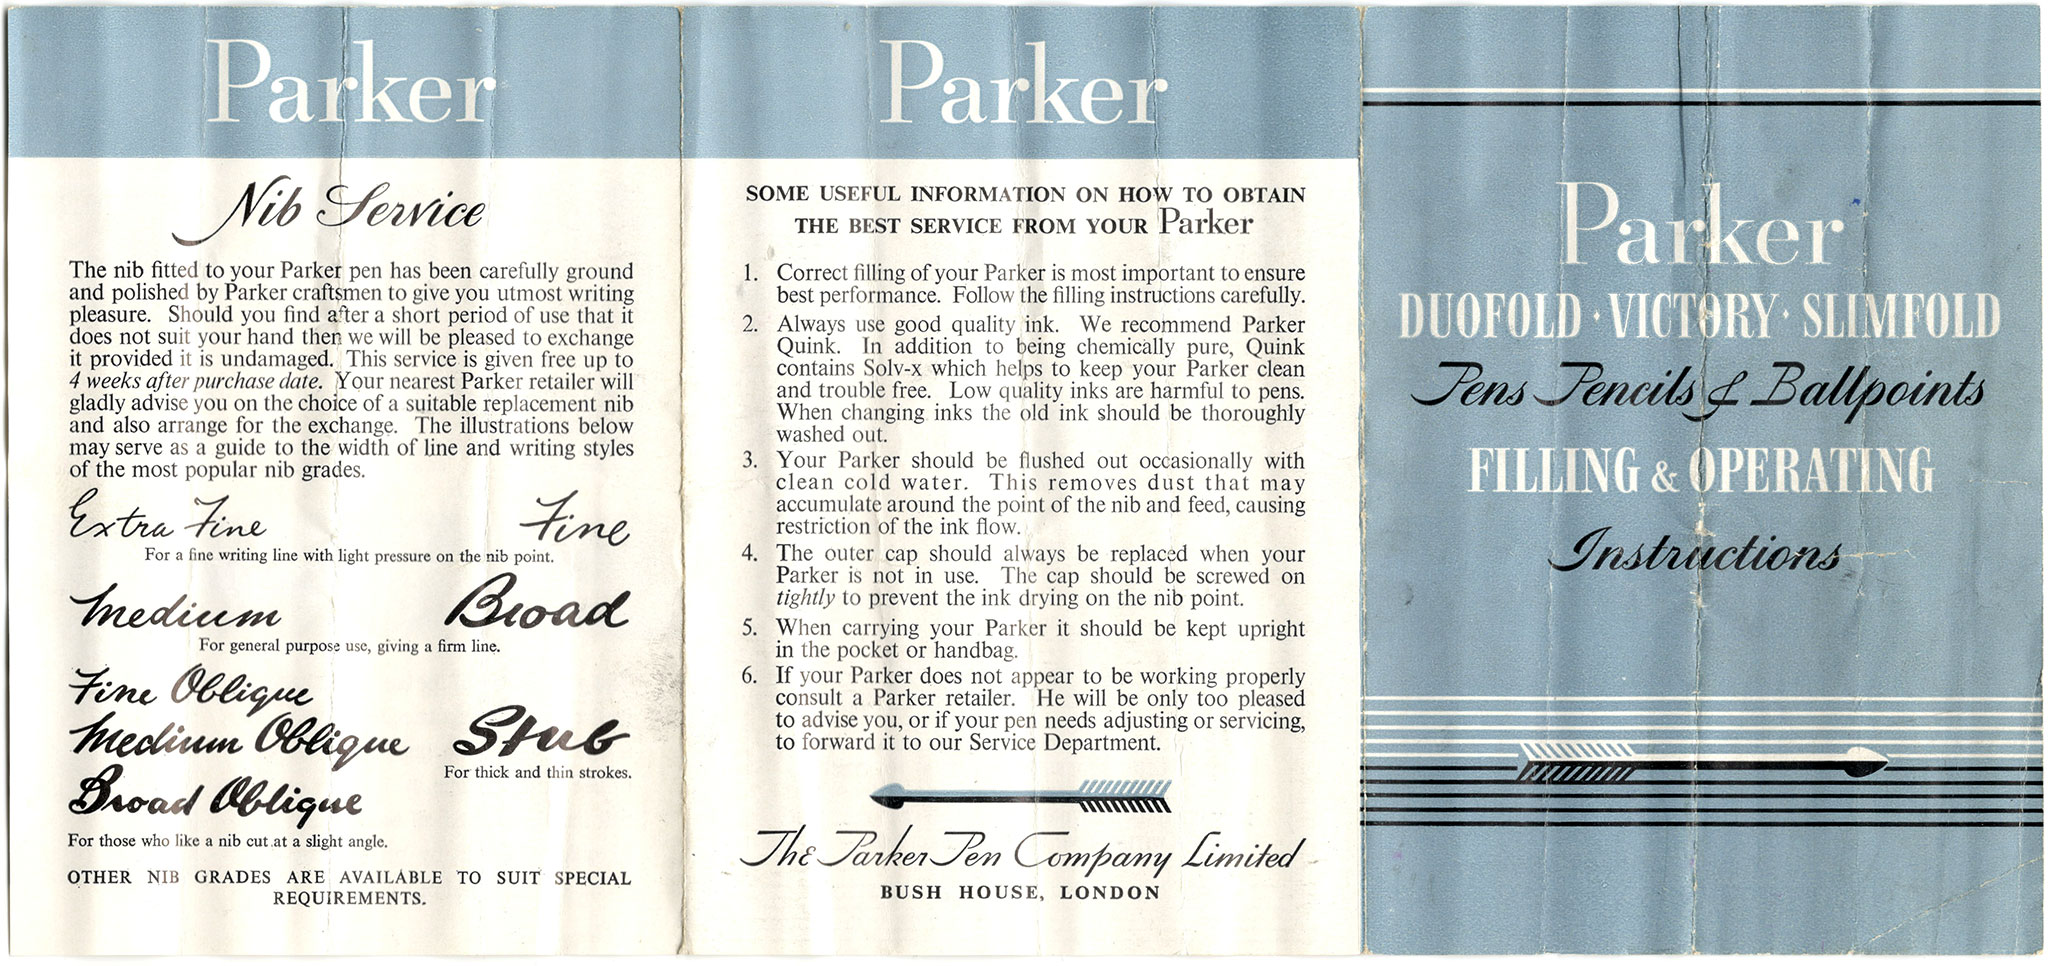 Parker
Nib Service
The nib fitted to your Parker pen has been carefully ground
and polished by Parker craftsmen to give you utmost writing
pleasure. Should you find after a short period of use that it
does not suit your hand then we will be pleased to exchange
it provided it is undamaged. This service is given free up to
4 weeks after purchase date. Your nearest Parker retailer will
gladly advise you on the choice of a suitable replacement nib
and also arrange for the exchange. The illustrations below
may serve as a guide to the width of line and writing styles
of the most popular nib grades.
Extra Fine Fine
For a fine writing line with light pressure on the nib point.
Medium Broad
For general purpose use, giving a firm line.
Fine Oblique
Medium Oblique
Broad Oblique
For those who like a nib cut at a slight angle.
Stub
For thick and thin strokes.
OTHER NIB GRADES ARE AVAILABLE TO SUIT SPECIAL
REQUIREMENTS.
Parker
SOME USEFUL INFORMATION ON HOW TO OBTAIN
THE BEST SERVICE FROM YOUR Parker
1. Correct filling of your Parker is most important to ensure
best performance. Follow the filling instructions carefully.
2. Always use good quality ink. We recommend Parker
Quink. In addition to being chemically pure, Quink
contains Solv-x which helps to keep your Parker clean
and trouble free. Low quality inks are harmful to pens.
When changing inks the old ink should be thoroughly
washed out.
3. Your Parker should be flushed out occasionally with
clean cold water. This removes dust that may
accumulate around the point of the nib and feed, causing
restriction of the ink flow.
4. The outer cap should always be replaced when your
Parker is not in use. The cap should be screwed on
tightly to prevent the ink drying on the nib point.
5. When carrying your Parker it should be kept upright
in the pocket or handbag.
6. If your Parker does not appear to be working properly
consult a Parker retailer. He will be only too pleased
to advise you, or if your pen needs adjusting or servicing,
to forward it to our Service Department.
The Parker Pen Company Limited
BUSH HOUSE, LONDON
Parker
DUOFOLD · VICTORY · SLIMFOLD
Pens Pencils & Ballpoints
FILLING & OPERATING
Instructions